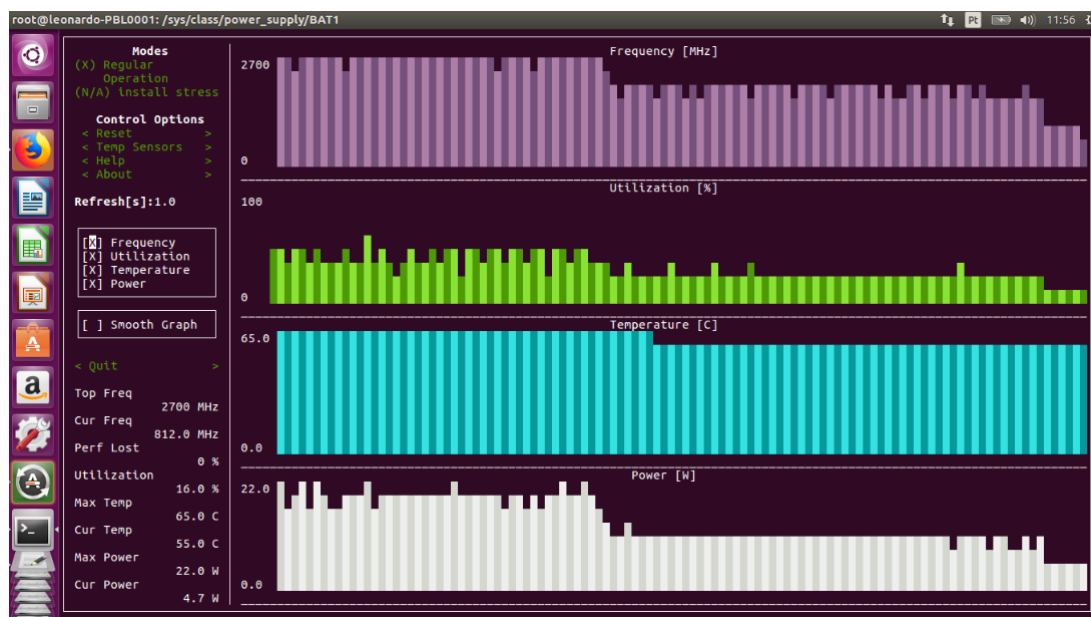 root@leonardo-PBL0001: /sys/class/power_supply/BAT1
Pt
11:56
Modes
(X) Regular
Operation
(N/A) install stress
Control Options
< Reset >
< Temp Sensors >
< Help >
< About >
Refresh[s]:1.0
[X] Frequency
[X] Utilization
[X] Temperature
[X] Power
[ ] Smooth Graph
< Quit >
Top Freq
2700 MHz
Cur Freq
812.0 MHz
Perf Lost
0 %
Utilization
16.0 %
Max Temp
65.0 C
Cur Temp
55.0 C
Max Power
22.0 W
Cur Power
4.7 W
Frequency [MHz]
2700
0
Utilization [%]
100
0
Temperature [C]
65.0
0.0
Power [W]
22.0
0.0